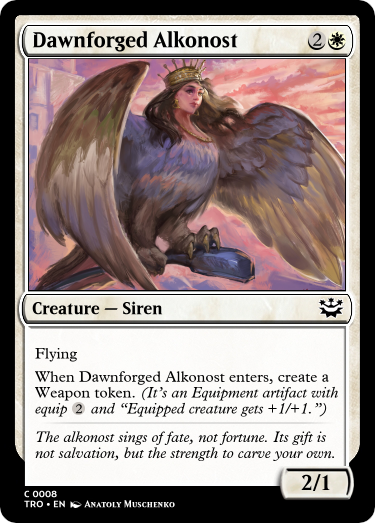 Dawnforged Alkonost 2
Creature — Siren
Flying
When Dawnforged Alkonost enters, create a
Weapon token. (It's an Equipment artifact with
equip 2 and “Equipped creature gets +1/+1.”)
The alkonost sings of fate, not fortune. Its gift is
not salvation, but the strength to carve your own.
2/1
C 0008
TRO • EN Anatoly Muschenko